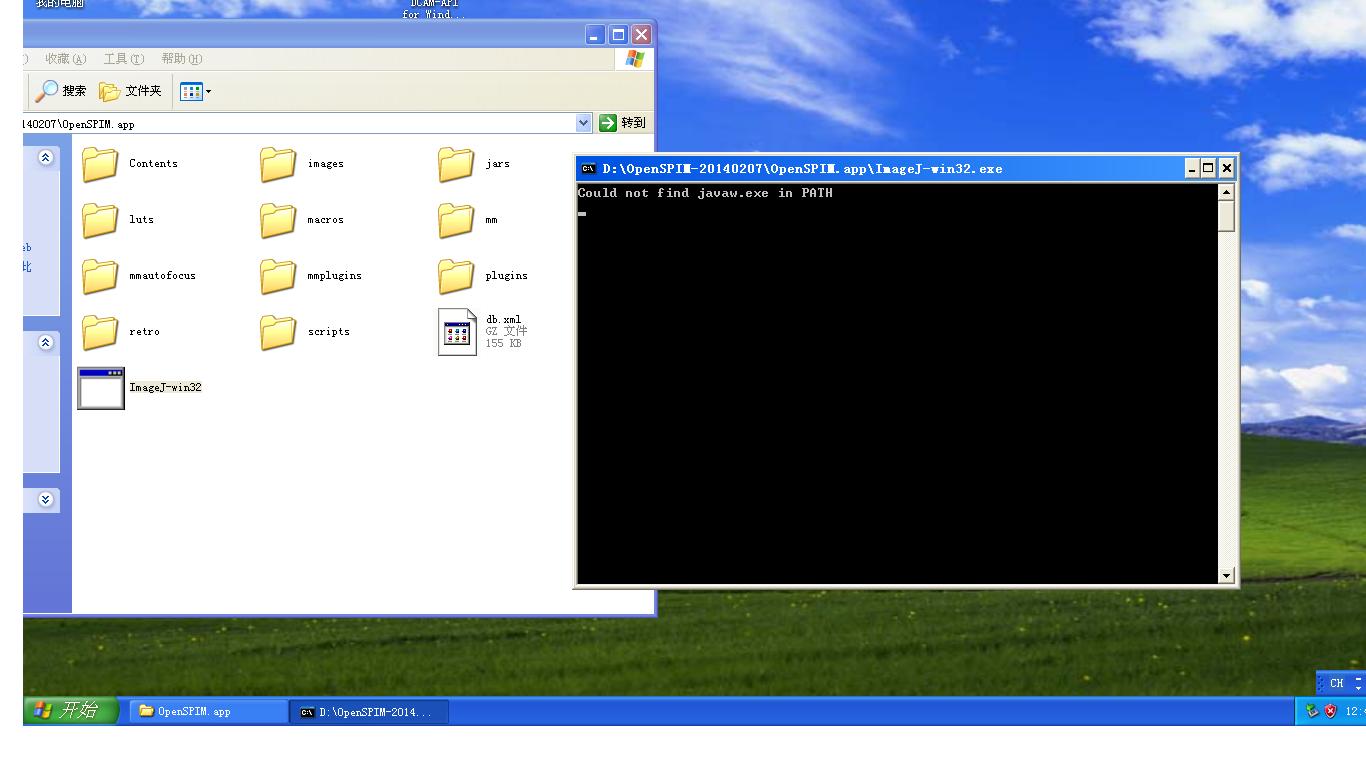 我的电脑
DCAM-API
for Wind...
收藏(A) 工具(T) 帮助(H)
搜索 文件夹
140207\OpenSPIM.app 转到
Contents images jars
luts macros mm
mmautofocus mmplugins plugins
retro scripts
db.xml
GZ 文件
155 KB
ImageJ-win32
eb
比
D:\OpenSPIM-20140207\OpenSPIM.app\ImageJ-win32.exe
Could not find javaw.exe in PATH
CH
开始 OpenSPIM.app D:\OpenSPIM-2014... 12: